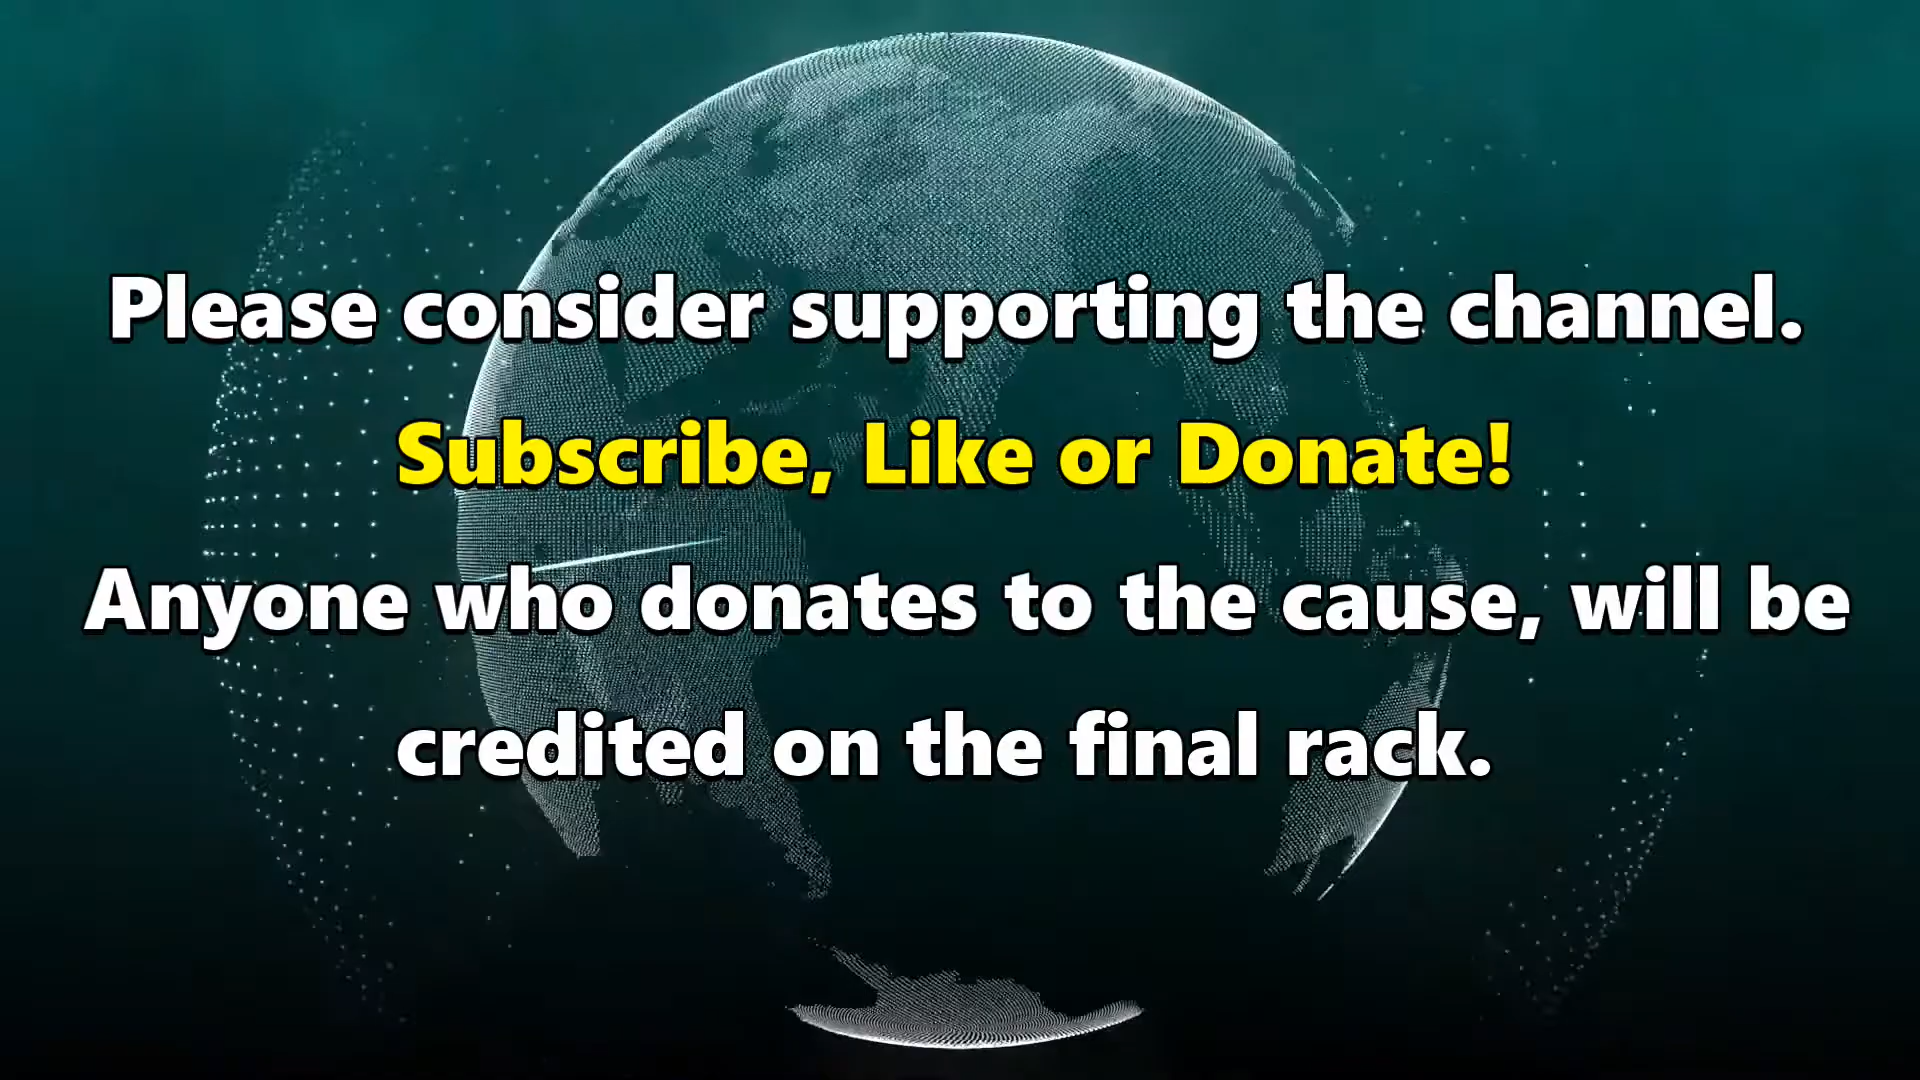 Please consider supporting the channel.
Subscribe, Like or Donate!
Anyone who donates to the cause, will be
credited on the final rack.